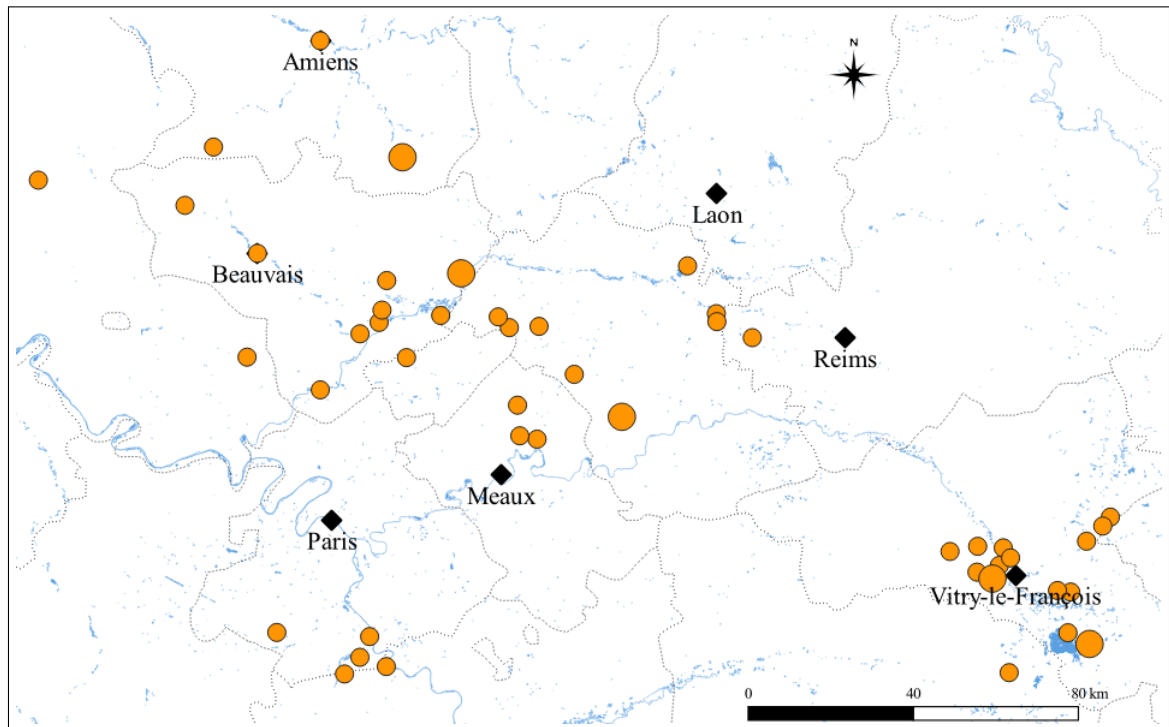 Amiens
N
Laon
Beauvais
Reims
Meaux
Paris
Vitry-le-François
0 40 80 km